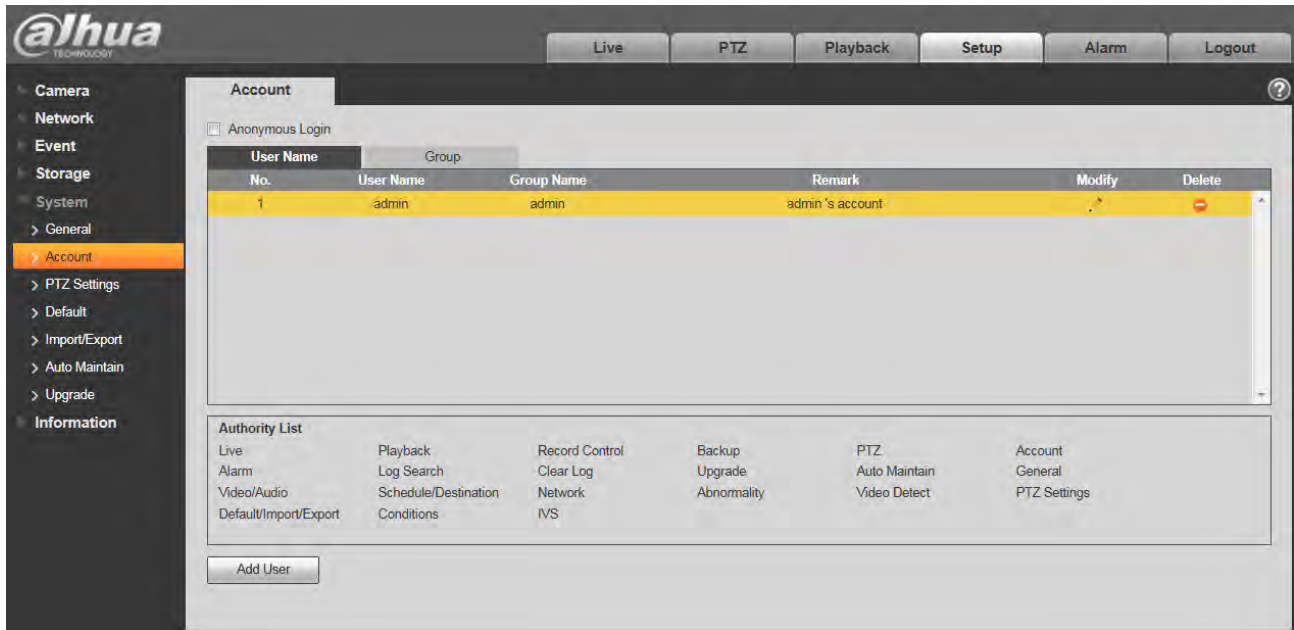 alhua
TECHNOLOGY
Live PTZ Playback Setup Alarm Logout
Camera
Network
Event
Storage
System
> General
> Account
> PTZ Settings
> Default
> Import/Export
> Auto Maintain
> Upgrade
Information
Account
?
Anonymous Login
User Name Group
No. User Name Group Name Remark Modify Delete
1 admin admin admin 's account
Authority List
Live Playback Record Control Backup PTZ Account
Alarm Log Search Clear Log Upgrade Auto Maintain General
Video/Audio Schedule/Destination Network Abnormality Video Detect PTZ Settings
Default/Import/Export Conditions IVS
Add User